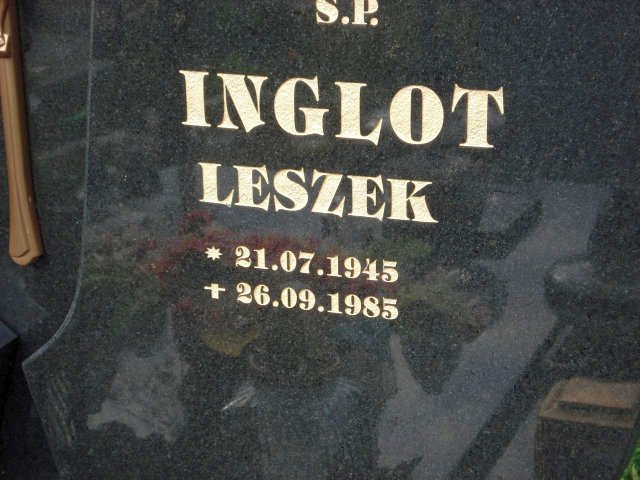 S.P.
INGLOT
LESZEK
* 21.07.1945
+ 26.09.1985